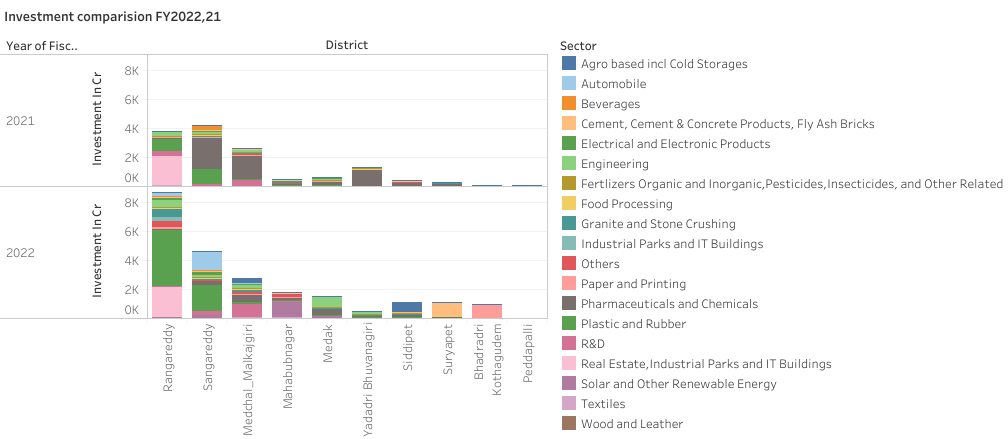 Investment comparision FY2022,21
Year of Fisc..
District
Sector
2021
Investment In Cr
8K
6K
4K
2K
0K
2022
Investment In Cr
8K
6K
4K
2K
0K
Rangareddy
Sangareddy
Medchal_Malkajgiri
Mahabubnagar
Medak
Yadadri Bhuvanagiri
Siddipet
Suryapet
Bhadradri
Kothagudem
Peddapalli
Agro based incl Cold Storages
Automobile
Beverages
Cement, Cement & Concrete Products, Fly Ash Bricks
Electrical and Electronic Products
Engineering
Fertlizers Organic and Inorganic,Pesticides,Insecticides, and Other Related
Food Processing
Granite and Stone Crushing
Industrial Parks and IT Buildings
Others
Paper and Printing
Pharmaceuticals and Chemicals
Plastic and Rubber
R&D
Real Estate,Industrial Parks and IT Buildings
Solar and Other Renewable Energy
Textiles
Wood and Leather